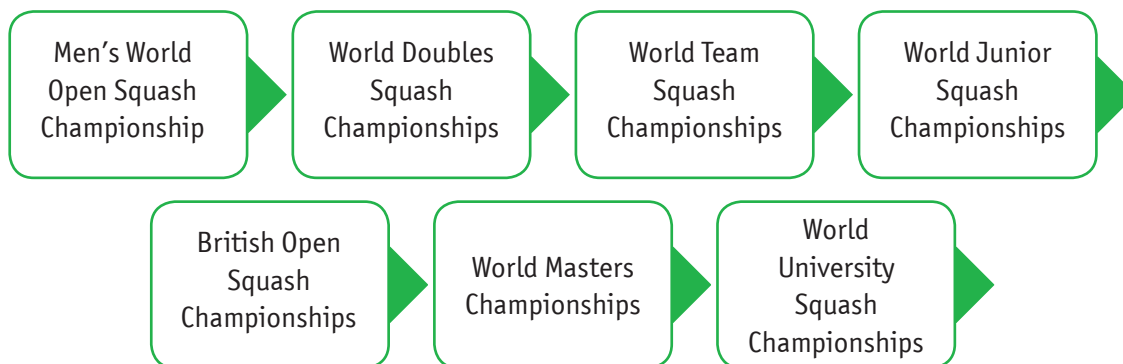 Men’s World
Open Squash
Championship
World Doubles
Squash
Championships
World Team
Squash
Championships
World Junior
Squash
Championships
British Open
Squash
Championships
World Masters
Championships
World
University
Squash
Championships